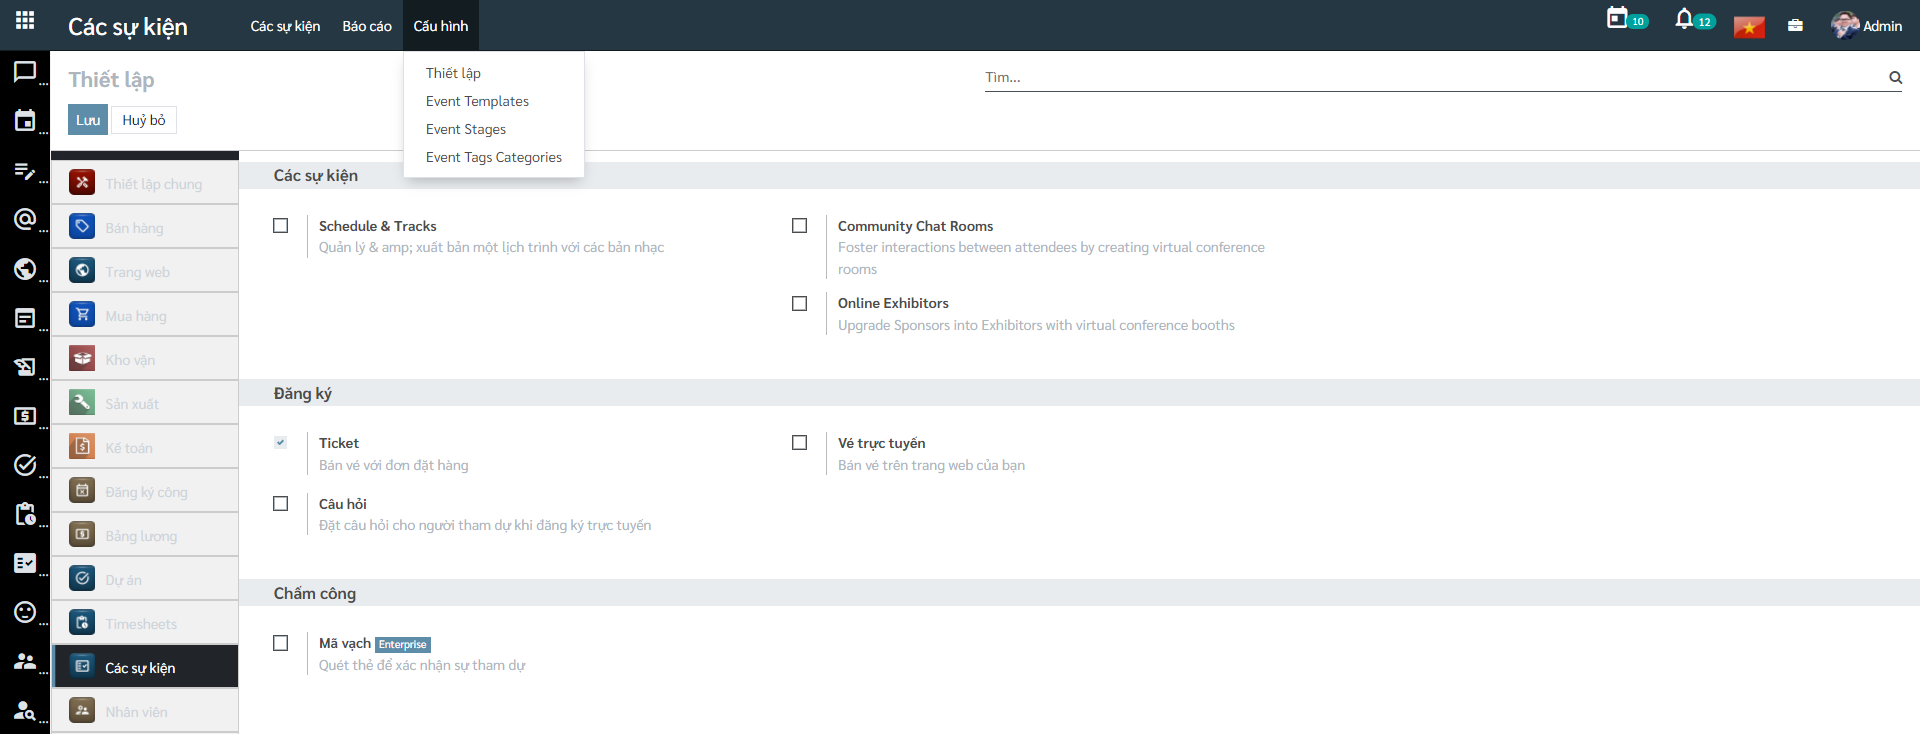 Các sự kiện
Các sự kiện
Báo cáo
Cấu hình
10
12
Admin
Thiết lập
Lưu
Huỷ bỏ
Tìm...
Thiết lập
Event Templates
Event Stages
Event Tags Categories
Thiết lập chung
Bán hàng
Trang web
Mua hàng
Kho vận
Sản xuất
Kế toán
Đăng ký công
Bảng lương
Dự án
Timesheets
Các sự kiện
Nhân viên
Các sự kiện
Schedule & Tracks
Quản lý & amp; xuất bản một lịch trình với các bản nhạc
Community Chat Rooms
Foster interactions between attendees by creating virtual conference
rooms
Online Exhibitors
Upgrade Sponsors into Exhibitors with virtual conference booths
Đăng ký
Ticket
Bán vé với đơn đặt hàng
Vé trực tuyến
Bán vé trên trang web của bạn
Câu hỏi
Đặt câu hỏi cho người tham dự khi đăng ký trực tuyến
Chấm công
Mã vạch Enterprise
Quét thẻ để xác nhận sự tham dự